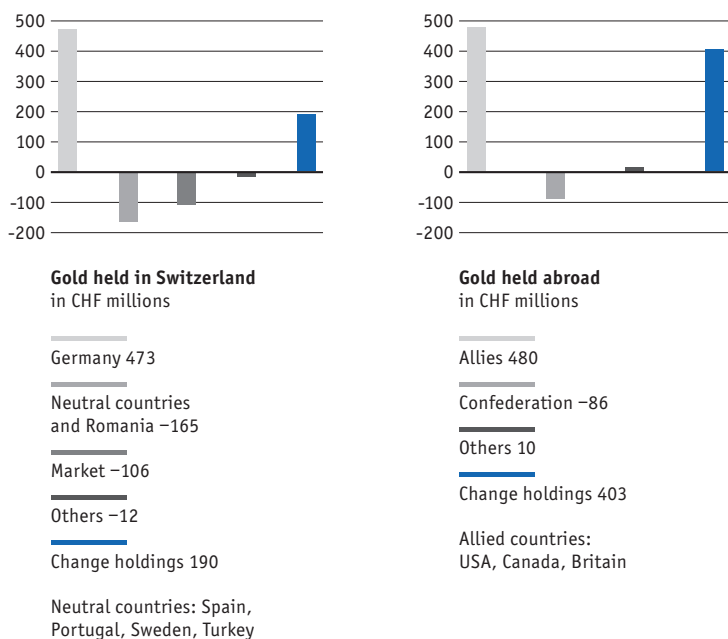 500
400
300
200
100
0
-100
-200
Gold held in Switzerland
in CHF millions
Germany 473
Neutral countries
and Romania −165
Market −106
Others −12
Change holdings 190
Neutral countries: Spain,
Portugal, Sweden, Turkey
500
400
300
200
100
0
-100
-200
Gold held abroad
in CHF millions
Allies 480
Confederation −86
Others 10
Change holdings 403
Allied countries:
USA, Canada, Britain